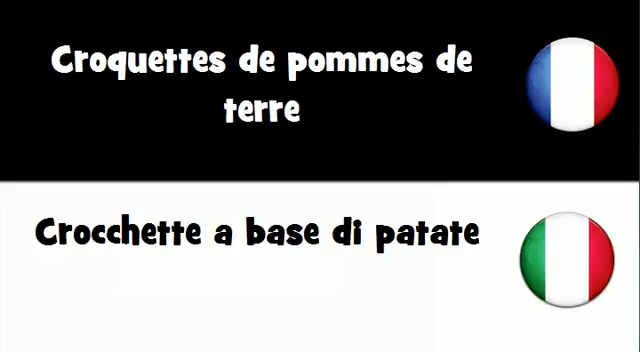 Croquettes de pommes de
terre
Crocchette a base di patate